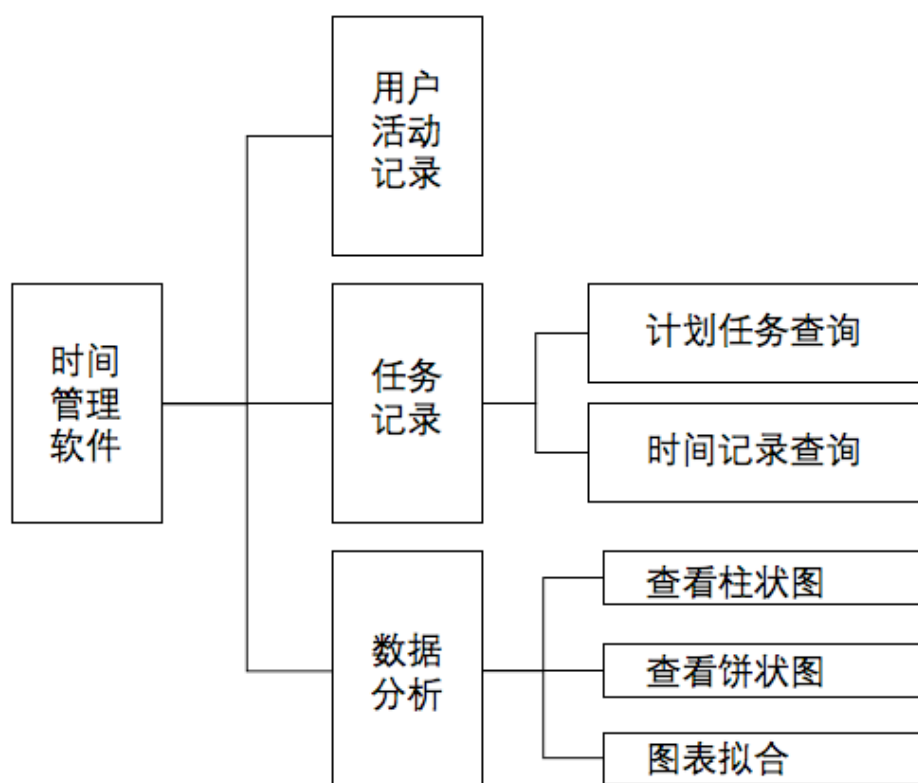 用户
活动
记录
时间
管理
软件
任务
记录
计划任务查询
时间记录查询
数据
分析
查看柱状图
查看饼状图
图表拟合